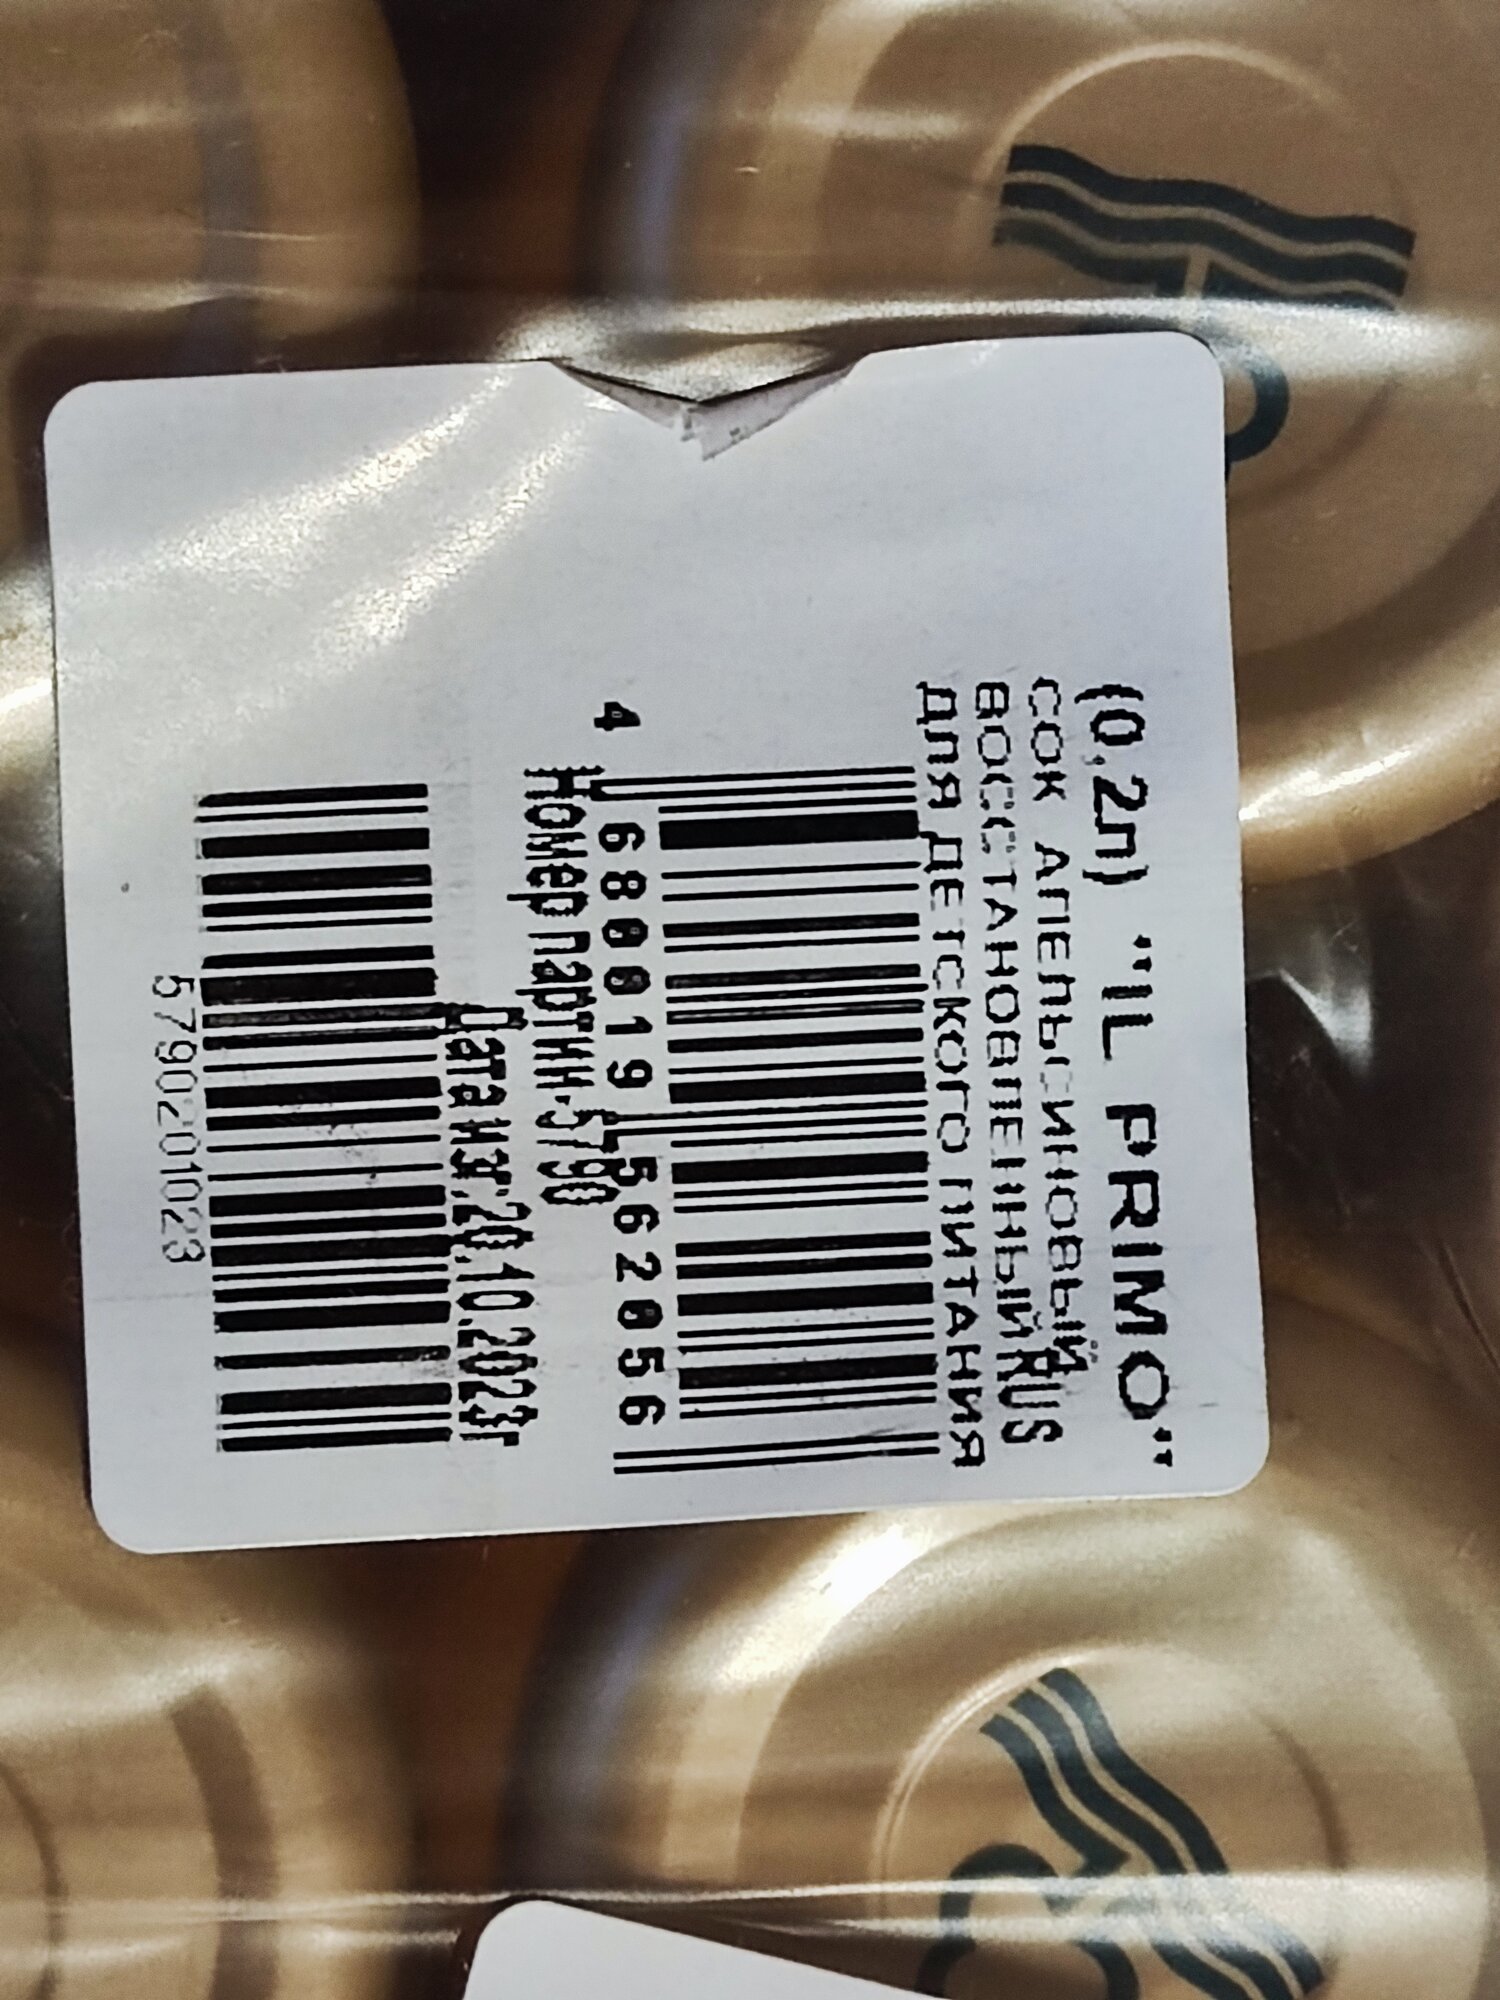 (0,2л) "IL PRIMO"
СОК АПЕЛЬСИНОВЫЙ
ВОССТАНОВЛЕННЫЙ RUS
ДЛЯ ДЕТСКОГО ПИТАНИЯ
4 680019 562056
Номер партии:5790
Дата изг:20.10.2023г
5790201023